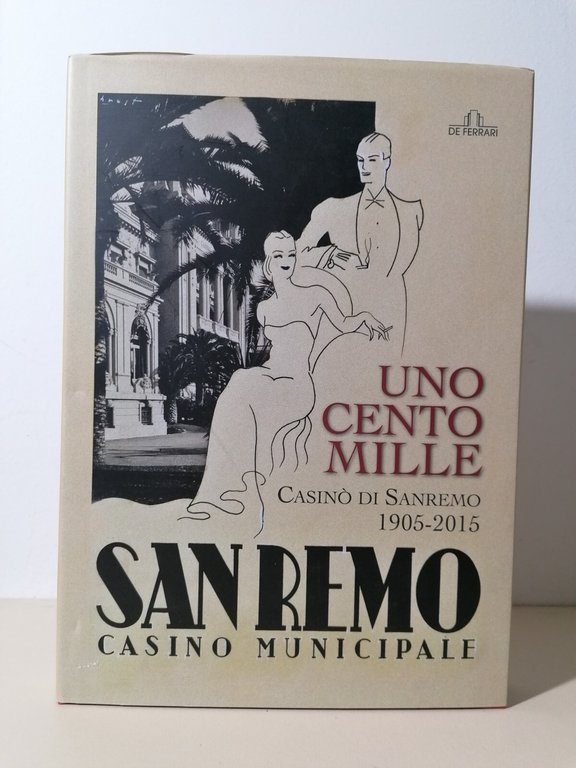 DE FERRARI
UNO
CENTO
MILLE
CASINÒ DI SANREMO
1905-2015
SAN REMO
CASINO MUNICIPALE